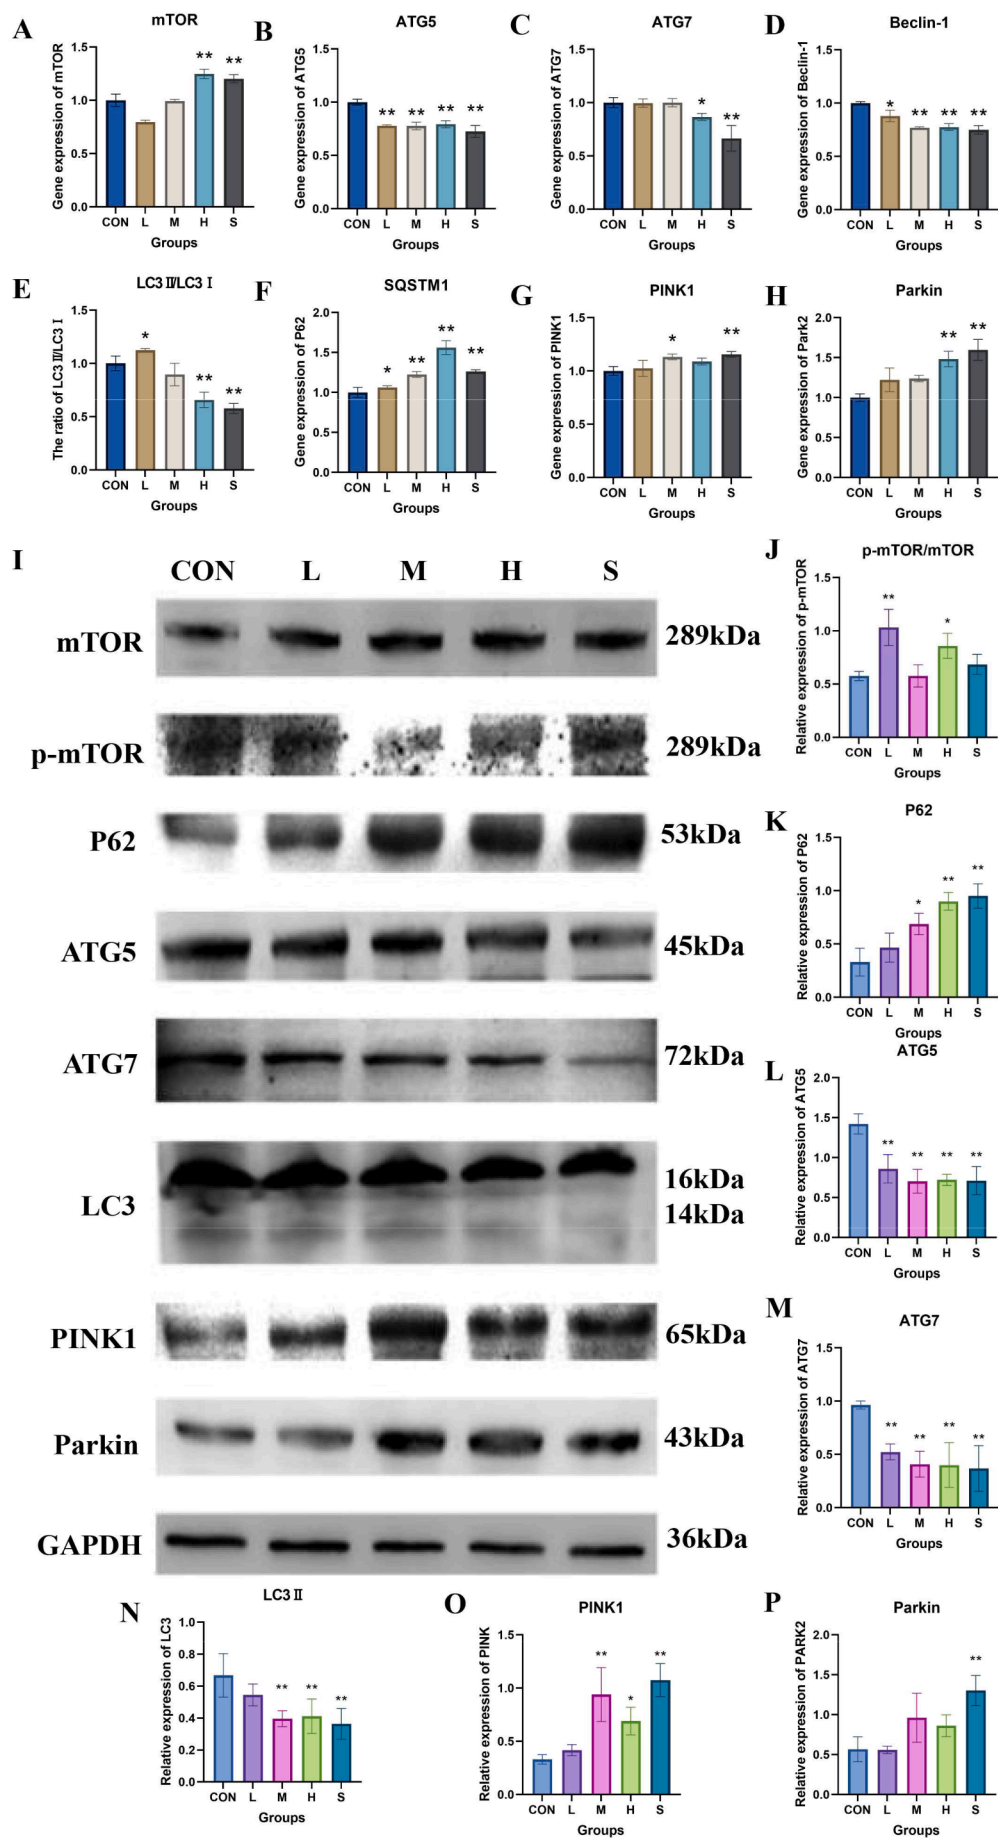 A
mTOR
Gene expression of mTOR
1.5
1.0
0.5
0.0
** **
CON L M H S
Groups
B
ATG5
Gene expression of ATG5
1.5
1.0
0.5
0.0
** ** ** **
CON L M H S
Groups
C
ATG7
Gene expression of ATG7
1.5
1.0
0.5
0.0
* **
CON L M H S
Groups
D
Beclin-1
Gene expression of Beclin-1
1.5
1.0
0.5
0.0
* ** ** **
CON L M H S
Groups
E
LC3Ⅱ/LC3Ⅰ
The ratio of LC3Ⅱ/LC3Ⅰ
1.5
1.0
0.5
0.0
* ** **
CON L M H S
Groups
F
SQSTM1
Gene expression of P62
2.0
1.5
1.0
0.5
0.0
* ** ** **
CON L M H S
Groups
G
PINK1
Gene expression of PINK1
1.5
1.0
0.5
0.0
* **
CON L M H S
Groups
H
Parkin
Gene expression of Park2
2.0
1.5
1.0
0.5
0.0
** **
CON L M H S
Groups
I
CON L M H S
mTOR 289kDa
p-mTOR 289kDa
P62 53kDa
ATG5 45kDa
ATG7 72kDa
LC3 16kDa
14kDa
PINK1 65kDa
Parkin 43kDa
GAPDH 36kDa
J
p-mTOR/mTOR
Relative expression of p-mTOR
1.5
1.0
0.5
0.0
** *
CON L M H S
Groups
K
P62
Relative expression of P62
1.5
1.0
0.5
0.0
* ** **
CON L M H S
Groups
L
ATG5
Relative expression of ATG5
2.0
1.5
1.0
0.5
0.0
** ** ** **
CON L M H S
Groups
M
ATG7
Relative expression of ATG7
1.5
1.0
0.5
0.0
** ** ** **
CON L M H S
Groups
N
LC3Ⅱ
Relative expression of LC3
1.0
0.8
0.6
0.4
0.2
0.0
** ** **
CON L M H S
Groups
O
PINK1
Relative expression of PINK
1.5
1.0
0.5
0.0
** * **
CON L M H S
Groups
P
Parkin
Relative expression of PARK2
2.0
1.5
1.0
0.5
0.0
**
CON L M H S
Groups